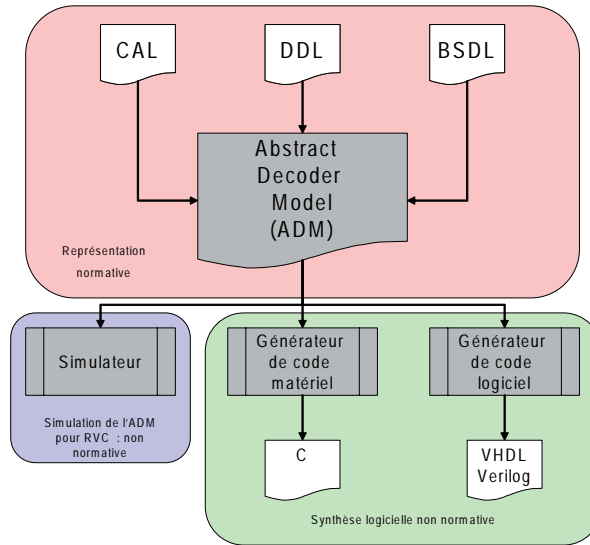 CAL
DDL
BSDL
Abstract
Decoder
Model
(ADM)
Représentation
normative
Simulateur
Générateur
de code
matériel
Générateur
de code
logiciel
Simulation de l'ADM
pour RVC : non
normative
C
VHDL
Verilog
Synthèse logicielle non normative